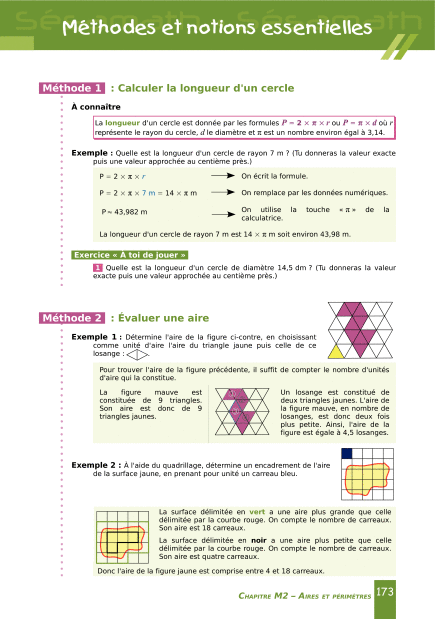 Méthodes et notions essentielles
Méthode 1 : Calculer la longueur d'un cercle
À connaître
La longueur d'un cercle est donnée par les formules P = 2 × π × r ou P = π × d où r
représente le rayon du cercle, d le diamètre et π est un nombre environ égal à 3,14.
Exemple : Quelle est la longueur d'un cercle de rayon 7 m ? (Tu donneras la valeur exacte
puis une valeur approchée au centième près.)
P = 2 × π × r On écrit la formule.
P = 2 × π × 7 m = 14 × π m On remplace par les données numériques.
P ≈ 43,982 m On utilise la touche « π » de la
calculatrice.
La longueur d'un cercle de rayon 7 m est 14 × π m soit environ 43,98 m.
Exercice « À toi de jouer »
1 Quelle est la longueur d'un cercle de diamètre 14,5 dm ? (Tu donneras la valeur
exacte puis une valeur approchée au centième près.)
Méthode 2 : Évaluer une aire
Exemple 1 : Détermine l'aire de la figure ci-contre, en choisissant
comme unité d'aire l'aire du triangle jaune puis celle de ce
losange : .
Pour trouver l'aire de la figure précédente, il suffit de compter le nombre d'unités
d'aire qui la constitue.
La figure mauve est
constituée de 9 triangles.
Son aire est donc de 9
triangles jaunes.
Un losange est constitué de
deux triangles jaunes. L'aire de
la figure mauve, en nombre de
losanges, est donc deux fois
plus petite. Ainsi, l'aire de la
figure est égale à 4,5 losanges.
Exemple 2 : À l'aide du quadrillage, détermine un encadrement de l'aire
de la surface jaune, en prenant pour unité un carreau bleu.
La surface délimitée en vert a une aire plus grande que celle
délimitée par la courbe rouge. On compte le nombre de carreaux.
Son aire est 18 carreaux.
La surface délimitée en noir a une aire plus petite que celle
délimitée par la courbe rouge. On compte le nombre de carreaux.
Son aire est quatre carreaux.
Donc l'aire de la figure jaune est comprise entre 4 et 18 carreaux.
CHAPITRE M2 – AIRES ET PÉRIMÈTRES 173